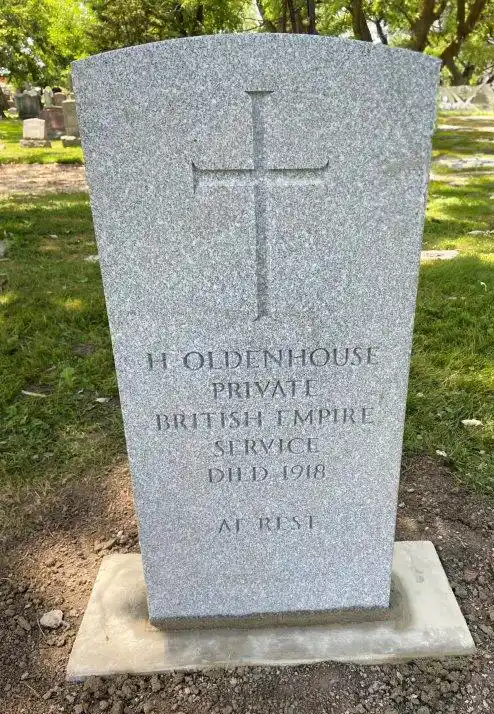 H OLDENHOUSE
PRIVATE
BRITISH EMPIRE
SERVICE
DIED 1918
AT REST